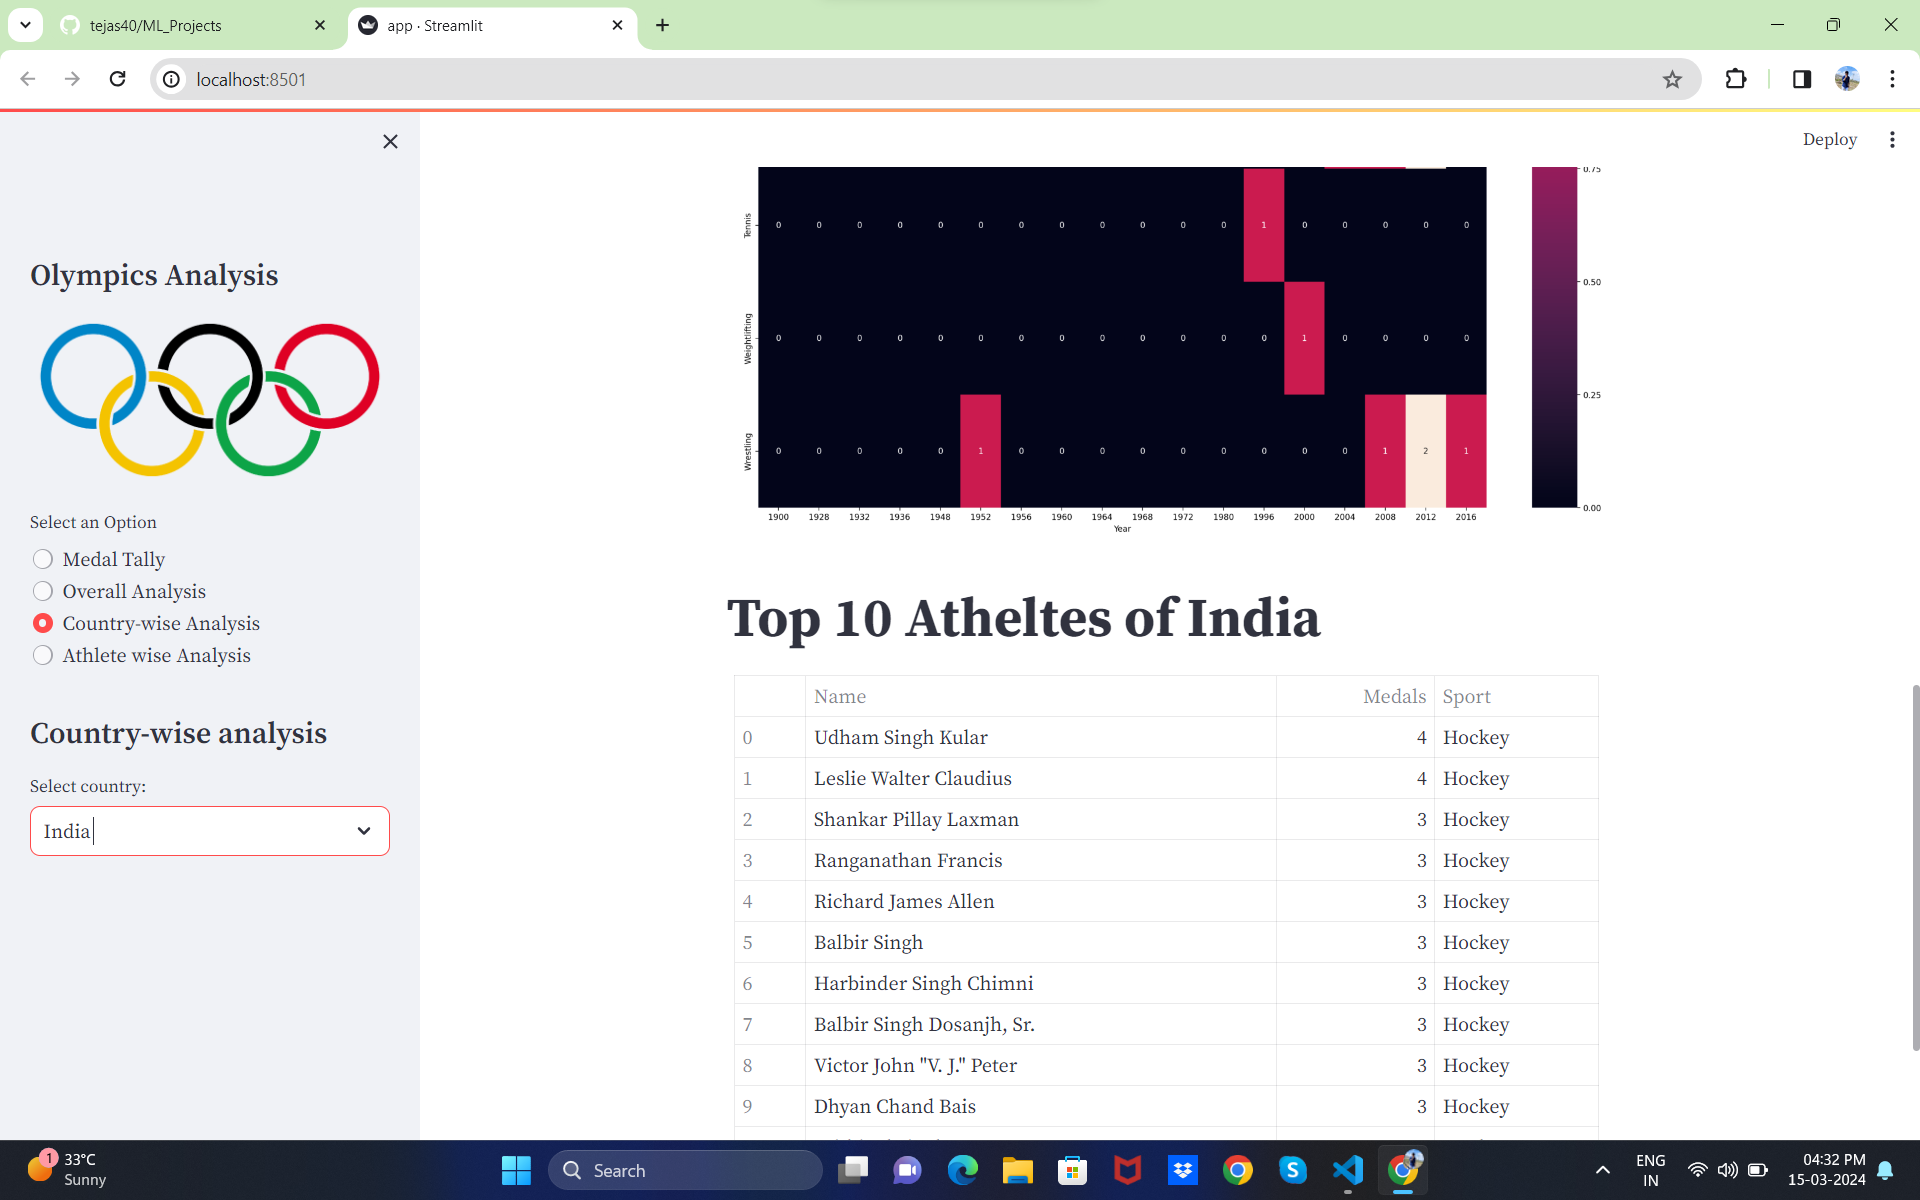 tejas40/ML_Projects
app · Streamlit
localhost:8501
Deploy
Olympics Analysis
Select an Option
Medal Tally
Overall Analysis
Country-wise Analysis
Athlete wise Analysis
Country-wise analysis
Select country:
India
Tennis 0 0 0 0 0 0 0 0 0 0 0 0 1 0 0 0 0 0
Weightlifting 0 0 0 0 0 0 0 0 0 0 0 0 0 1 0 0 0 0
Wrestling 0 0 0 0 0 1 0 0 0 0 0 0 0 0 0 1 2 1
1900 1928 1932 1936 1948 1952 1956 1960 1964 1968 1972 1980 1996 2000 2004 2008 2012 2016
Year
0.75
0.50
0.25
0.00
Top 10 Atheltes of India
Name Medals Sport
0 Udham Singh Kular 4 Hockey
1 Leslie Walter Claudius 4 Hockey
2 Shankar Pillay Laxman 3 Hockey
3 Ranganathan Francis 3 Hockey
4 Richard James Allen 3 Hockey
5 Balbir Singh 3 Hockey
6 Harbinder Singh Chimni 3 Hockey
7 Balbir Singh Dosanjh, Sr. 3 Hockey
8 Victor John "V. J." Peter 3 Hockey
9 Dhyan Chand Bais 3 Hockey
1
33°C
Sunny
Search
ENG
IN
04:32 PM
15-03-2024